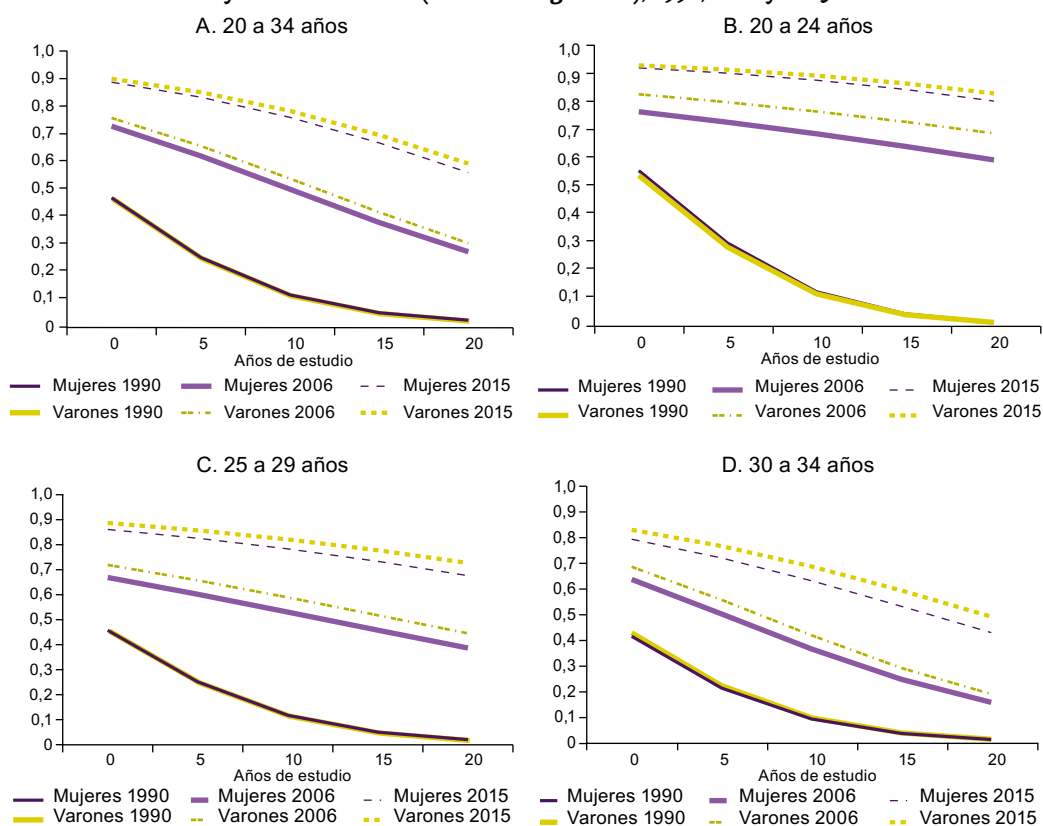 A. 20 a 34 años
1,0
0,9
0,8
0,7
0,6
0,5
0,4
0,3
0,2
0,1
0
0 5 10 15 20
Años de estudio
Mujeres 1990 Mujeres 2006 Mujeres 2015
Varones 1990 Varones 2006 Varones 2015
B. 20 a 24 años
1,0
0,9
0,8
0,7
0,6
0,5
0,4
0,3
0,2
0,1
0
0 5 10 15 20
Años de estudio
Mujeres 1990 Mujeres 2006 Mujeres 2015
Varones 1990 Varones 2006 Varones 2015
C. 25 a 29 años
1,0
0,9
0,8
0,7
0,6
0,5
0,4
0,3
0,2
0,1
0
0 5 10 15 20
Años de estudio
Mujeres 1990 Mujeres 2006 Mujeres 2015
Varones 1990 Varones 2006 Varones 2015
D. 30 a 34 años
1,0
0,9
0,8
0,7
0,6
0,5
0,4
0,3
0,2
0,1
0
0 5 10 15 20
Años de estudio
Mujeres 1990 Mujeres 2006 Mujeres 2015
Varones 1990 Varones 2006 Varones 2015